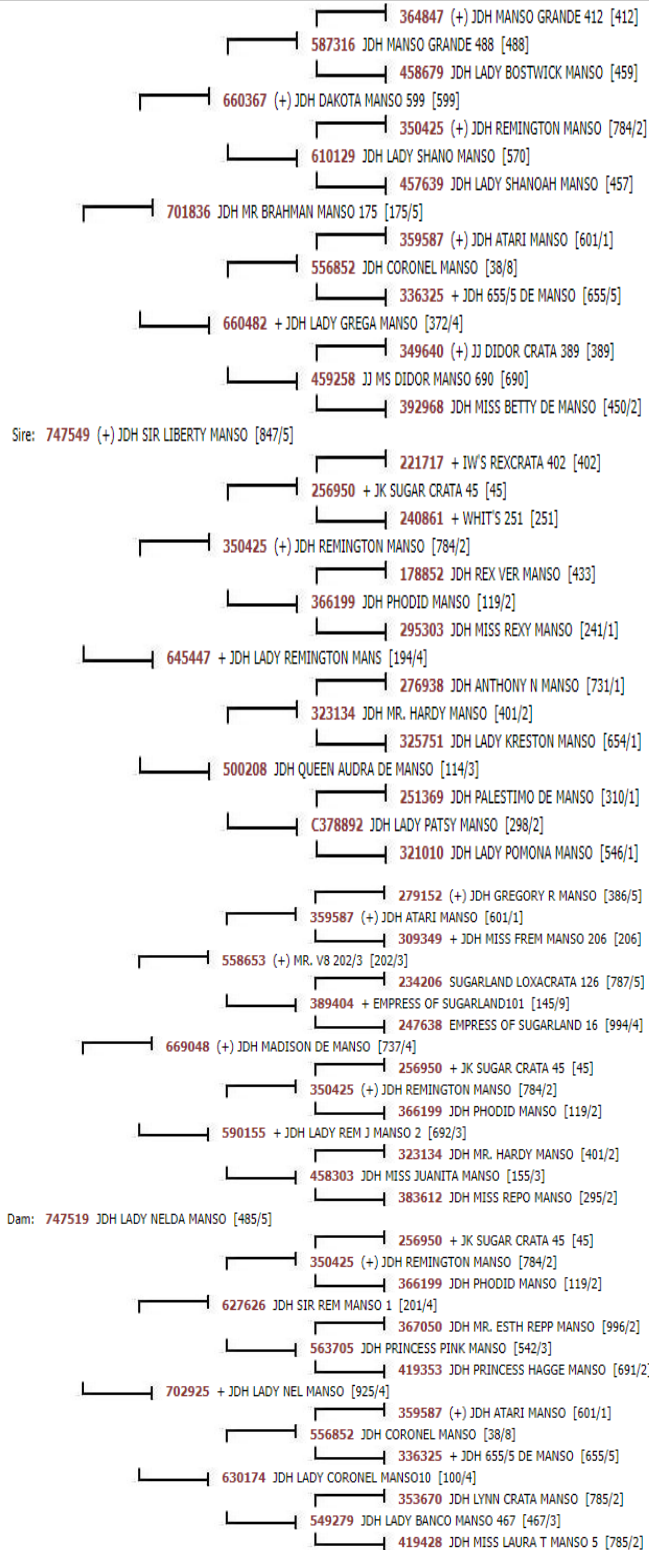 364847 (+) JDH MANSO GRANDE 412 [412]
587316 JDH MANSO GRANDE 488 [488]
458679 JDH LADY BOSTWICK MANSO [459]
660367 (+) JDH DAKOTA MANSO 599 [599]
350425 (+) JDH REMINGTON MANSO [784/2]
610129 JDH LADY SHANO MANSO [570]
457639 JDH LADY SHANOAH MANSO [457]
701836 JDH MR BRAHMAN MANSO 175 [175/5]
359587 (+) JDH ATARI MANSO [601/1]
556852 JDH CORONEL MANSO [38/8]
336325 + JDH 655/5 DE MANSO [655/5]
660482 + JDH LADY GREGA MANSO [372/4]
349640 (+) JJ DIDOR CRATA 389 [389]
459258 JJ MS DIDOR MANSO 690 [690]
392968 JDH MISS BETTY DE MANSO [450/2]
Sire: 747549 (+) JDH SIR LIBERTY MANSO [847/5]
221717 + IW'S REXCRATA 402 [402]
256950 + JK SUGAR CRATA 45 [45]
240861 + WHIT'S 251 [251]
350425 (+) JDH REMINGTON MANSO [784/2]
178852 JDH REX VER MANSO [433]
366199 JDH PHODID MANSO [119/2]
295303 JDH MISS REXY MANSO [241/1]
645447 + JDH LADY REMINGTON MANS [194/4]
276938 JDH ANTHONY N MANSO [731/1]
323134 JDH MR. HARDY MANSO [401/2]
325751 JDH LADY KRESTON MANSO [654/1]
500208 JDH QUEEN AUDRA DE MANSO [114/3]
251369 JDH PALESTIMO DE MANSO [310/1]
C378892 JDH LADY PATSY MANSO [298/2]
321010 JDH LADY POMONA MANSO [546/1]
279152 (+) JDH GREGORY R MANSO [386/5]
359587 (+) JDH ATARI MANSO [601/1]
309349 + JDH MISS FREM MANSO 206 [206]
558653 (+) MR. V8 202/3 [202/3]
234206 SUGARLAND LOXACRATA 126 [787/5]
389404 + EMPRESS OF SUGARLAND101 [145/9]
247638 EMPRESS OF SUGARLAND 16 [994/4]
669048 (+) JDH MADISON DE MANSO [737/4]
256950 + JK SUGAR CRATA 45 [45]
350425 (+) JDH REMINGTON MANSO [784/2]
366199 JDH PHODID MANSO [119/2]
590155 + JDH LADY REM J MANSO 2 [692/3]
323134 JDH MR. HARDY MANSO [401/2]
458303 JDH MISS JUANITA MANSO [155/3]
383612 JDH MISS REPO MANSO [295/2]
Dam: 747519 JDH LADY NELDA MANSO [485/5]
256950 + JK SUGAR CRATA 45 [45]
350425 (+) JDH REMINGTON MANSO [784/2]
366199 JDH PHODID MANSO [119/2]
627626 JDH SIR REM MANSO 1 [201/4]
367050 JDH MR. ESTH REPP MANSO [996/2]
563705 JDH PRINCESS PINK MANSO [542/3]
419353 JDH PRINCESS HAGGE MANSO [691/2]
702925 + JDH LADY NEL MANSO [925/4]
359587 (+) JDH ATARI MANSO [601/1]
556852 JDH CORONEL MANSO [38/8]
336325 + JDH 655/5 DE MANSO [655/5]
630174 JDH LADY CORONEL MANSO10 [100/4]
353670 JDH LYNN CRATA MANSO [785/2]
549279 JDH LADY BANCO MANSO 467 [467/3]
419428 JDH MISS LAURA T MANSO 5 [785/2]